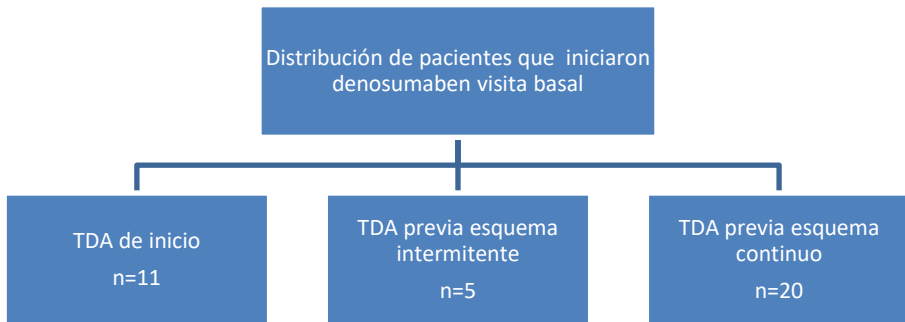 Distribución de pacientes que iniciaron
denosumaben visita basal
TDA de inicio
n=11
TDA previa esquema
intermitente
n=5
TDA previa esquema
continuo
n=20